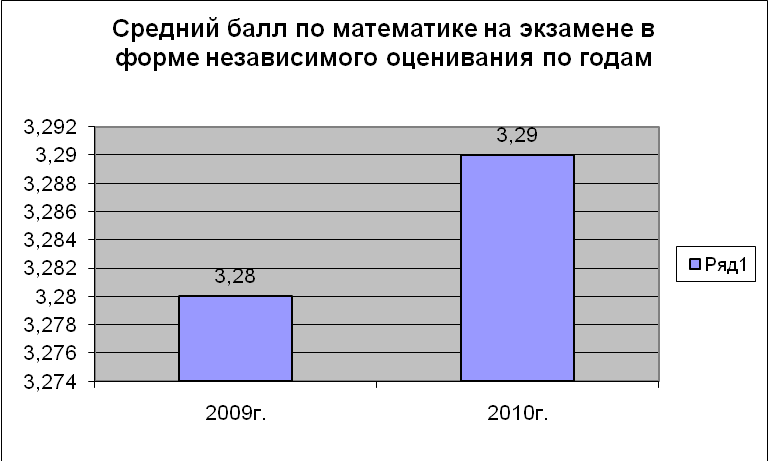 Средний балл по математике на экзамене в
форме независимого оценивания по годам
3,292
3,29
3,288
3,286
3,284
3,282
3,28
3,278
3,276
3,274
3,28
3,29
2009г.
2010г.
Ряд1